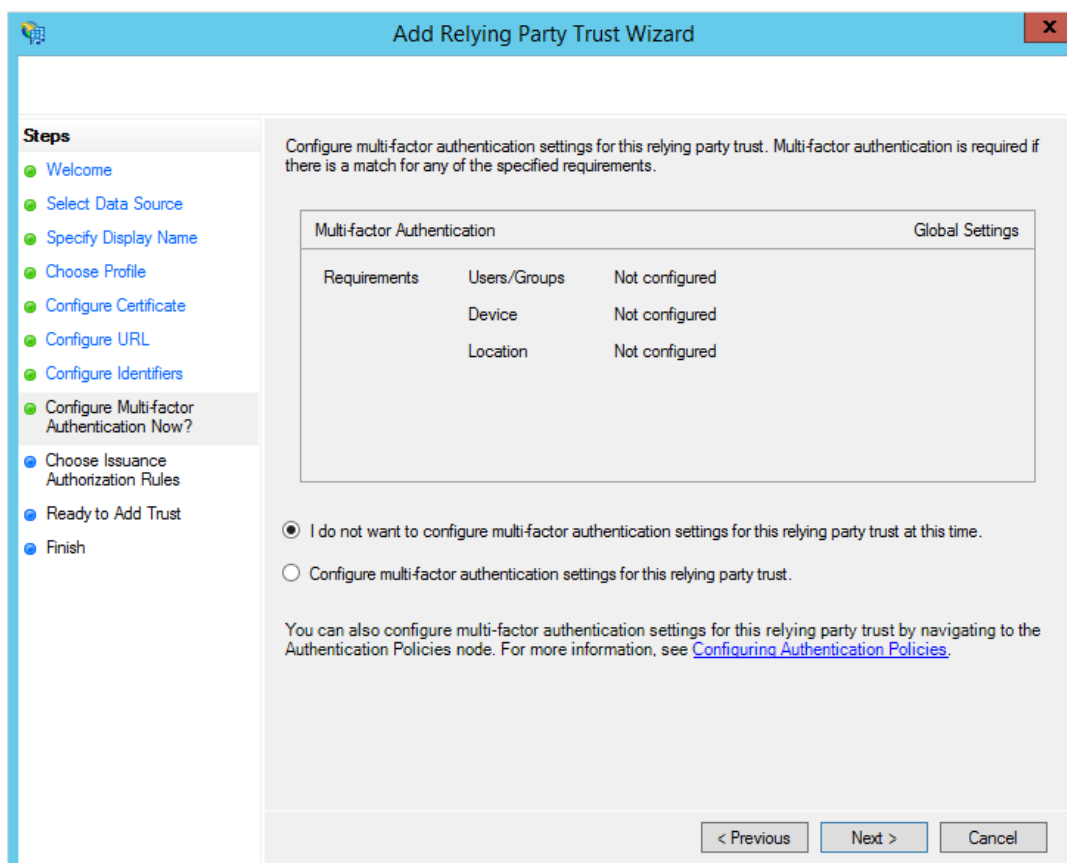 Add Relying Party Trust Wizard
X
Steps
Welcome
Select Data Source
Specify Display Name
Choose Profile
Configure Certificate
Configure URL
Configure Identifiers
Configure Multi-factor
Authentication Now?
Choose Issuance
Authorization Rules
Ready to Add Trust
Finish
Configure multi-factor authentication settings for this relying party trust. Multi-factor authentication is required if
there is a match for any of the specified requirements.
Multi-factor Authentication Global Settings
Requirements Users/Groups Not configured
Device Not configured
Location Not configured
I do not want to configure multi-factor authentication settings for this relying party trust at this time.
Configure multi-factor authentication settings for this relying party trust.
You can also configure multi-factor authentication settings for this relying party trust by navigating to the
Authentication Policies node. For more information, see Configuring Authentication Policies.
< Previous Next > Cancel